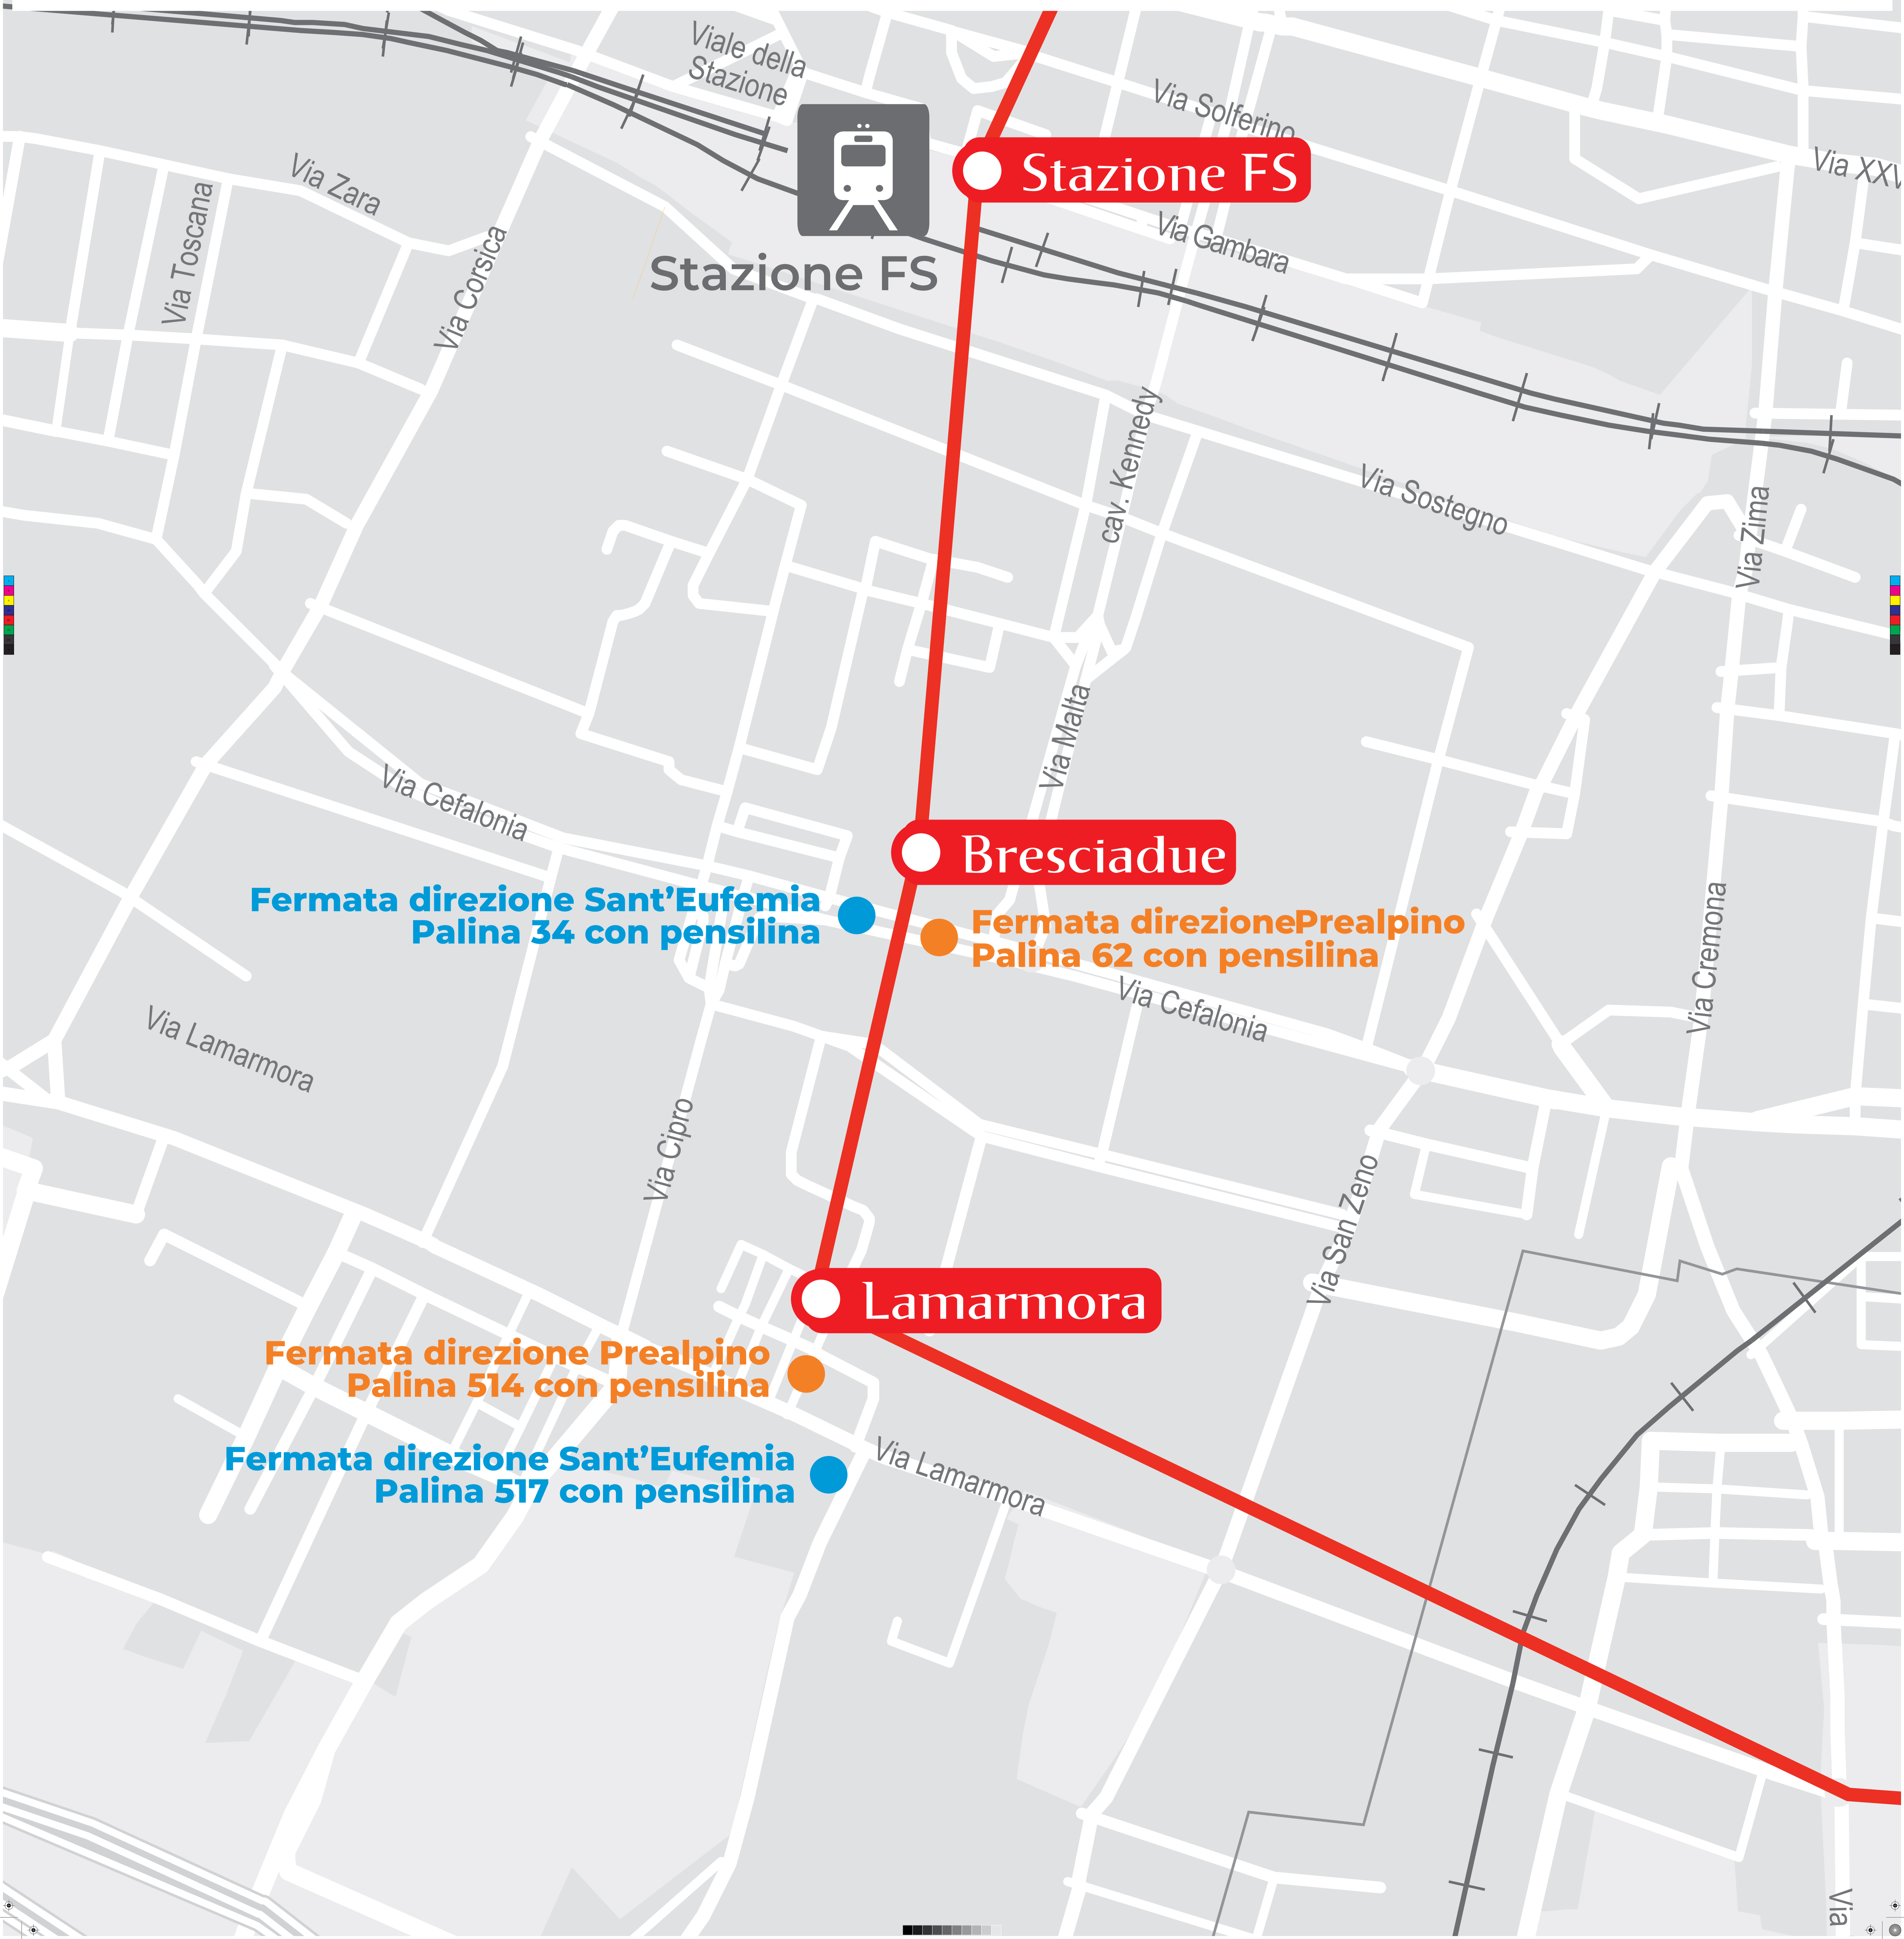 Viale della
Stazione
Via Solferino
Via Zara
Via Toscana
Via Corsica
Stazione FS
Via XXV
Via Gambara
Stazione FS
cav. Kennedy
Via Sostegno
Via Zima
Via Malta
Via Cefalonia
Bresciadue
Fermata direzione Sant'Eufemia
Palina 34 con pensilina
Fermata direzionePrealpino
Palina 62 con pensilina
Via Cremona
Via Cefalonia
Via Lamarmora
Via Cipro
Via San Zeno
Lamarmora
Fermata direzione Prealpino
Palina 514 con pensilina
Fermata direzione Sant'Eufemia
Palina 517 con pensilina
Via Lamarmora
Via